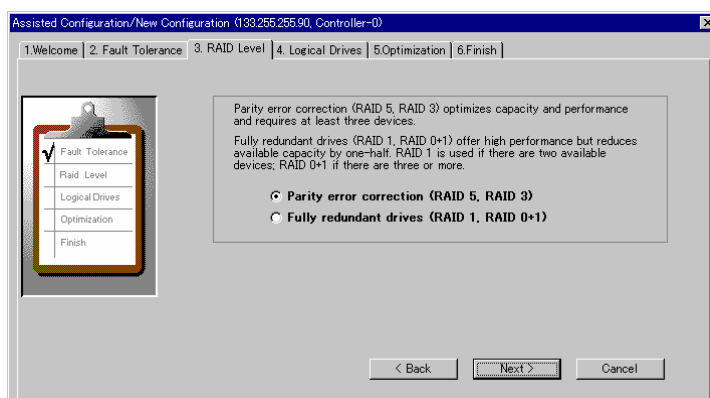 Assisted Configuration/New Configuration (133.255.255.90, Controller-0)
1.Welcome
2. Fault Tolerance
3. RAID Level
4. Logical Drives
5.Optimization
6.Finish
Fault Tolerance
Raid Level
Logical Drives
Optimization
Finish
Parity error correction (RAID 5, RAID 3) optimizes capacity and performance
and requires at least three devices.
Fully redundant drives (RAID 1, RAID 0+1) offer high performance but reduces
available capacity by one-half. RAID 1 is used if there are two available
devices; RAID 0+1 if there are three or more.
Parity error correction (RAID 5, RAID 3)
Fully redundant drives (RAID 1, RAID 0+1)
< Back
Next >
Cancel